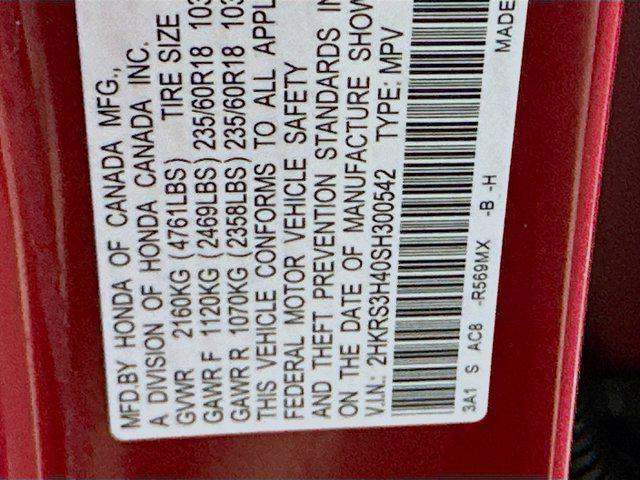 MFD.BY HONDA OF CANADA MFG.,
A DIVISION OF HONDA CANADA INC.
GVWR 2160KG (4761LBS) TIRE SIZE
GAWR F 1120KG (2469LBS) 235/60R18 103
GAWR R 1070KG (2358LBS) 235/60R18 103
THIS VEHICLE CONFORMS TO ALL APPL
FEDERAL MOTOR VEHICLE SAFETY
AND THEFT PREVENTION STANDARDS IN
ON THE DATE OF MANUFACTURE SHOW
V.I.N.: 2HKRS3H40SH300542 TYPE: MPV
3A1 S AC8 -R569MX -B -H MADE